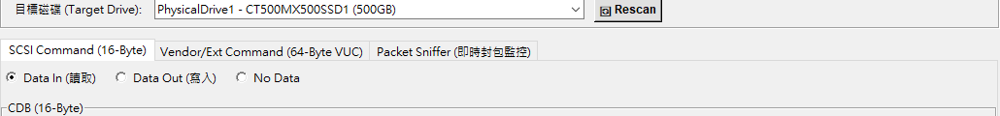 目標磁碟 (Target Drive): PhysicalDrive1 - CT500MX500SSD1 (500GB) Rescan
SCSI Command (16-Byte) Vendor/Ext Command (64-Byte VUC) Packet Sniffer (即時封包監控)
Data In (讀取) Data Out (寫入) No Data
CDB (16-Byte)